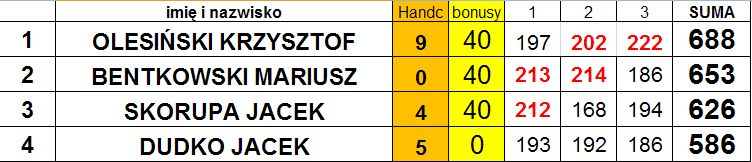 imię i nazwisko Handc bonusy 1 2 3 SUMA
1 OLESIŃSKI KRZYSZTOF 9 40 197 202 222 688
2 BENTKOWSKI MARIUSZ 0 40 213 214 186 653
3 SKORUPA JACEK 4 40 212 168 194 626
4 DUDKO JACEK 5 0 193 192 186 586